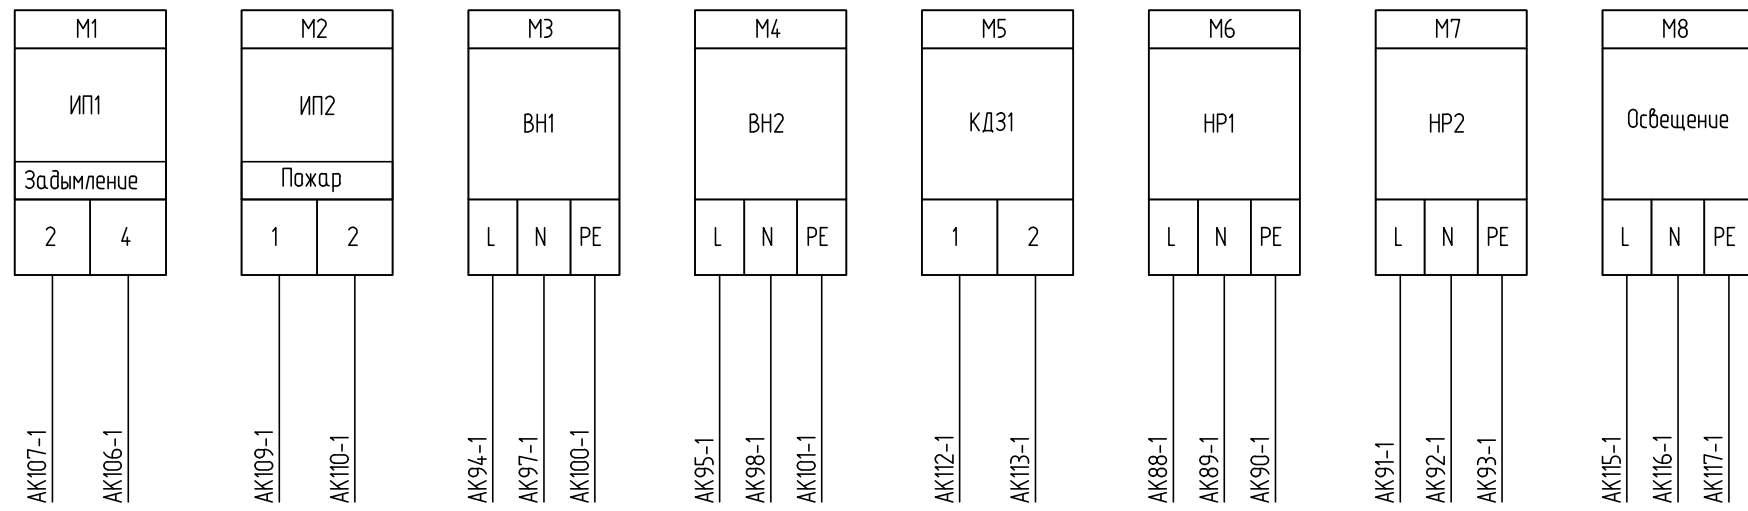 М1 М2 М3 М4 М5 М6 М7 М8
ИП1 ИП2 ВН1 ВН2 КДЗ1 НР1 НР2 Освещение
Задымление Пожар
2 4 1 2 L N PE L N PE 1 2 L N PE L N PE L N PE
АК107-1 АК106-1 АК109-1 АК110-1 АК94-1 АК97-1 АК100-1 АК95-1 АК98-1 АК101-1 АК112-1 АК113-1 АК88-1 АК89-1 АК90-1 АК91-1 АК92-1 АК93-1 АК115-1 АК116-1 АК117-1